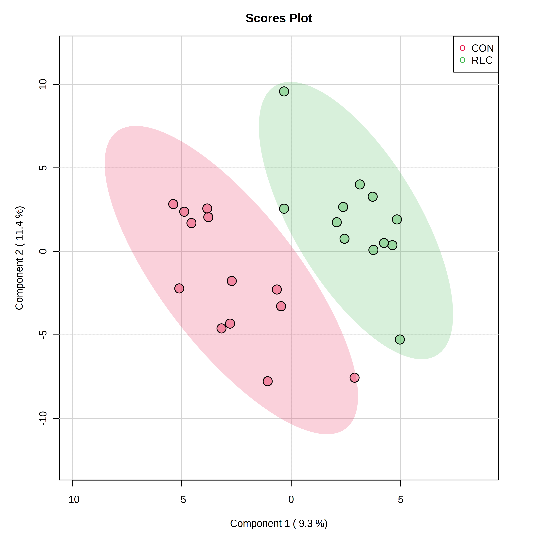 Scores Plot
CON
RLC
10
5
0
-5
-10
Component 2 ( 11.4 %)
10
5
0
5
Component 1 ( 9.3 %)